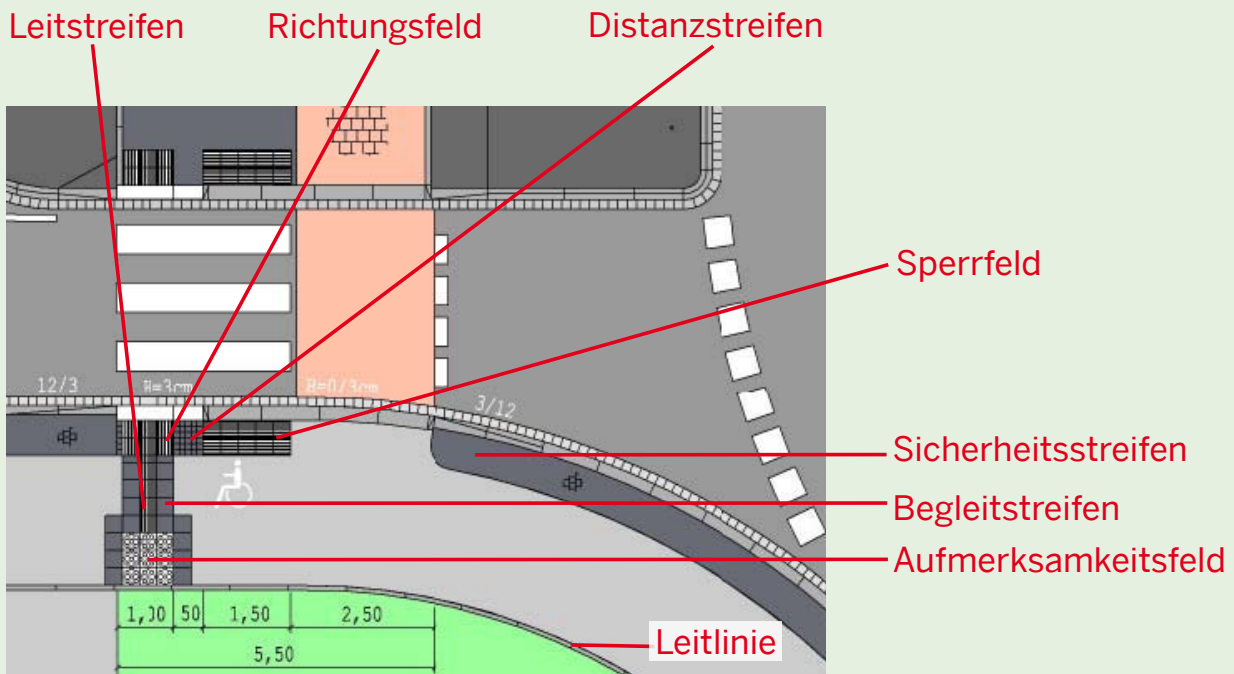 Leitstreifen
Richtungsfeld
Distanzstreifen
Sperrfeld
12/3
H=3cm
H=0/3cm
3/12
Sicherheitsstreifen
Begleitstreifen
Aufmerksamkeitsfeld
1,00 50 1,50 2,50
5,50
Leitlinie